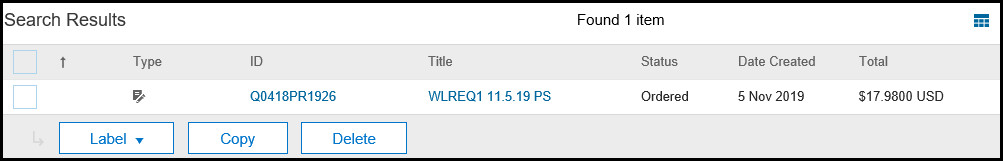 Search Results Found 1 item
↑ Type ID Title Status Date Created Total
Q0418PR1926 WLREQ1 11.5.19 PS Ordered 5 Nov 2019 $17.9800 USD
Label Copy Delete